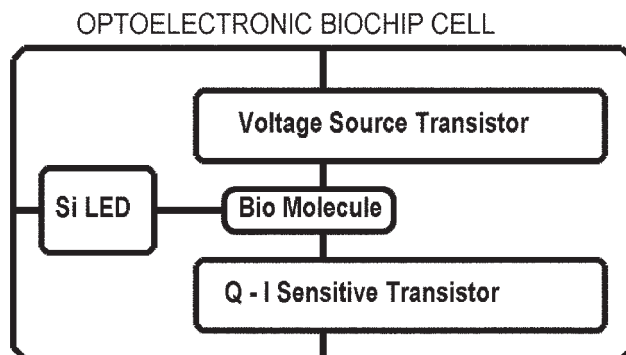 OPTOELECTRONIC BIOCHIP CELL
Voltage Source Transistor
Si LED
Bio Molecule
Q - I Sensitive Transistor